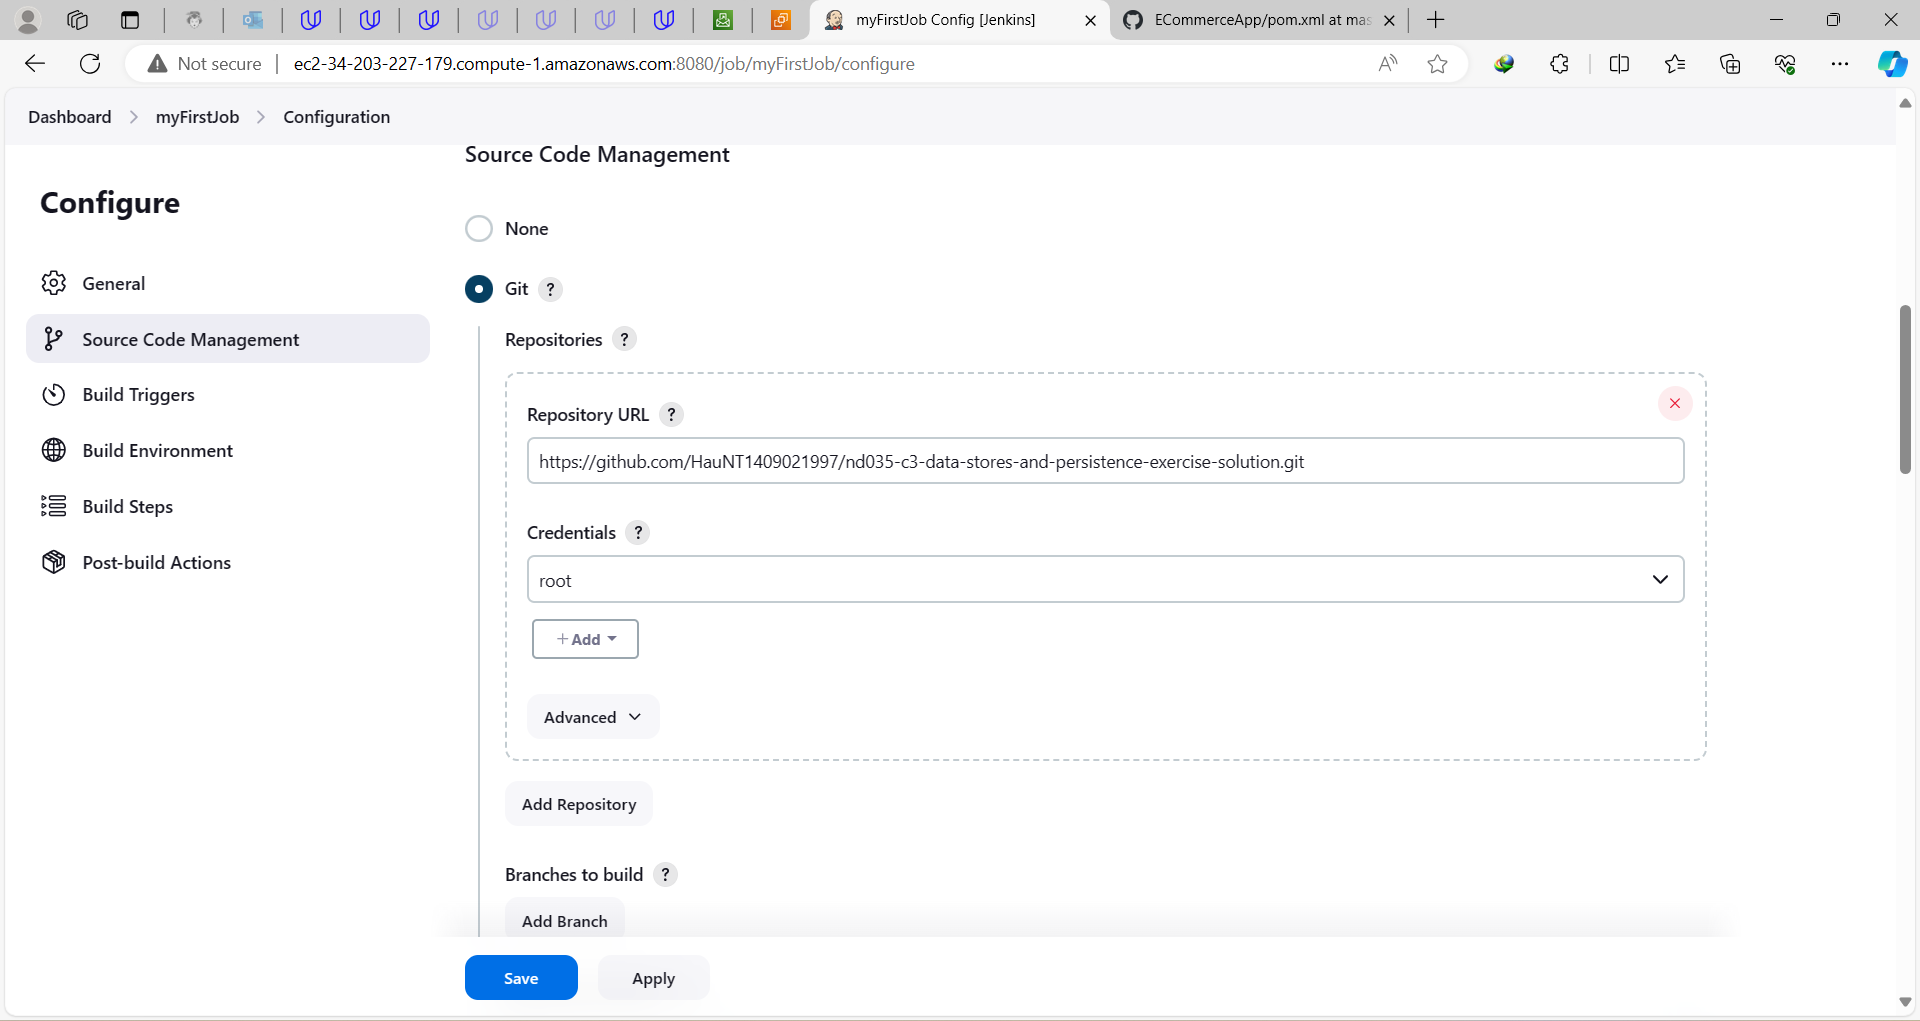 myFirstJob Config [Jenkins]
ECommerceApp/pom.xml at mas
Not secure
ec2-34-203-227-179.compute-1.amazonaws.com:8080/job/myFirstJob/configure
Dashboard > myFirstJob > Configuration
Configure
General
Source Code Management
Build Triggers
Build Environment
Build Steps
Post-build Actions
Source Code Management
None
Git ?
Repositories ?
Repository URL ?
https://github.com/HauNT1409021997/nd035-c3-data-stores-and-persistence-exercise-solution.git
Credentials ?
root
+ Add
Advanced
Add Repository
Branches to build ?
Add Branch
Save
Apply